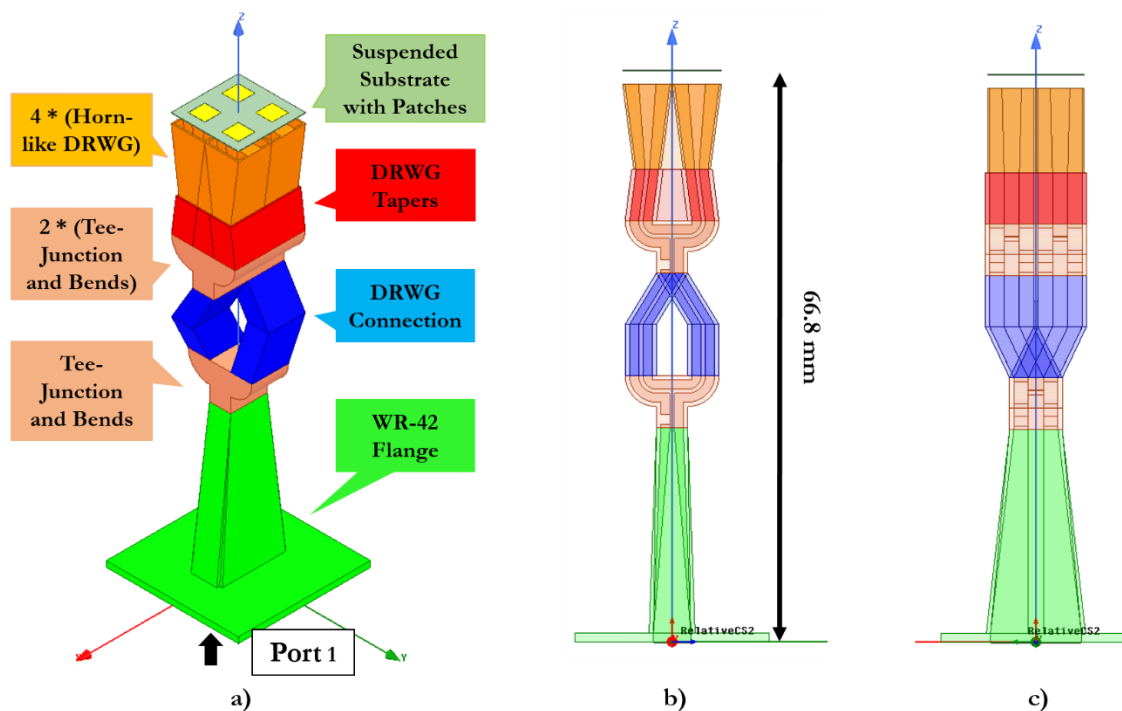 Z
Suspended
Substrate
with Patches
4 * (Horn-
like DRWG)
DRWG
Tapers
2 * (Tee-
Junction
and Bends)
DRWG
Connection
Tee-
Junction
and Bends
WR-42
Flange
X
Y
Port 1
a)
Z
66.8 mm
RelativeCS2
b)
Z
RelativeCS2
c)